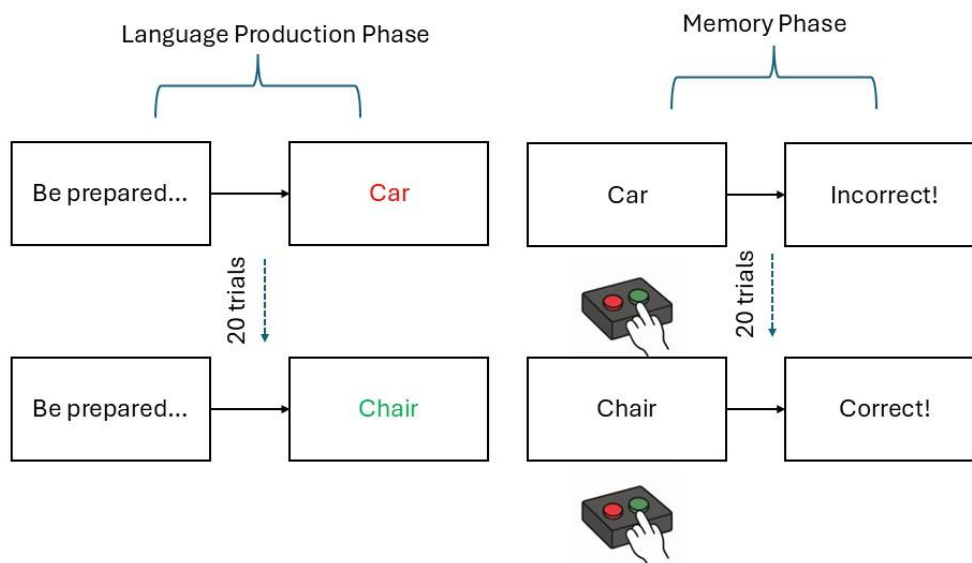 Language Production Phase
Memory Phase
Be prepared...
Car
Car
Incorrect!
20 trials
20 trials
Be prepared...
Chair
Chair
Correct!